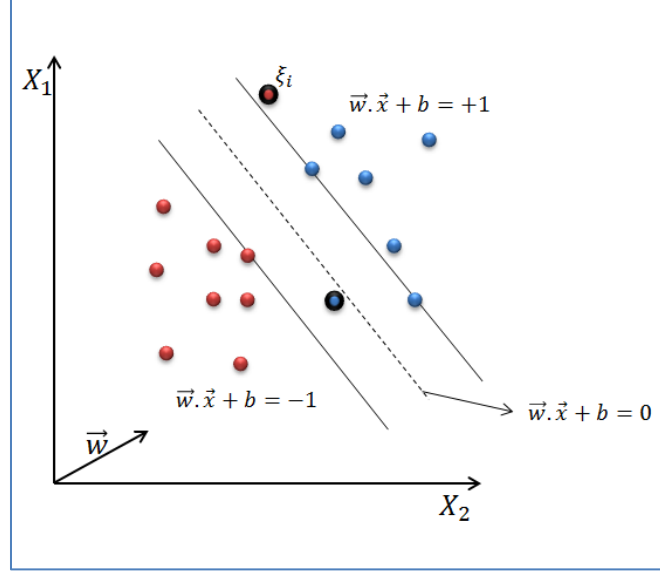 ξᵢ
X₁
w⃗.x⃗ + b = +1
w⃗.x⃗ + b = −1
w⃗.x⃗ + b = 0
w⃗
X₂